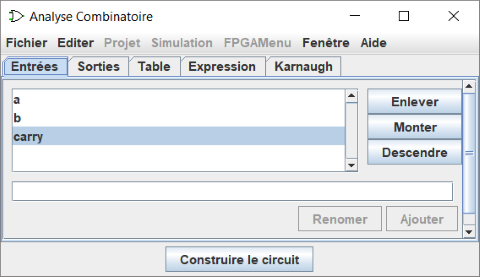 Analyse Combinatoire
Fichier Editer Projet Simulation FPGAMenu Fenêtre Aide
Entrées Sorties Table Expression Karnaugh
a
b
carry
Enlever
Monter
Descendre
Renomer Ajouter
Construire le circuit